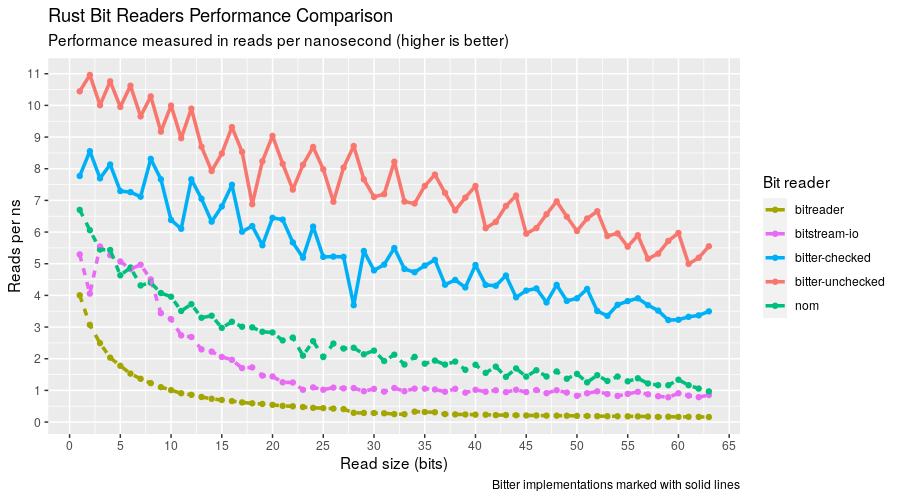 Rust Bit Readers Performance Comparison
Performance measured in reads per nanosecond (higher is better)
Reads per ns
11
10
9
8
7
6
5
4
3
2
1
0
0 5 10 15 20 25 30 35 40 45 50 55 60 65
Read size (bits)
Bit reader
bitreader
bitstream-io
bitter-checked
bitter-unchecked
nom
Bitter implementations marked with solid lines